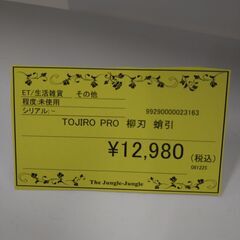 ET/生活雑貨　その他
程度:未使用
シリアル:-　99290000023163
TOJIRO PRO 柳刃 蛸引
¥12,980 (税込)
081225
The Jungle-Jungle